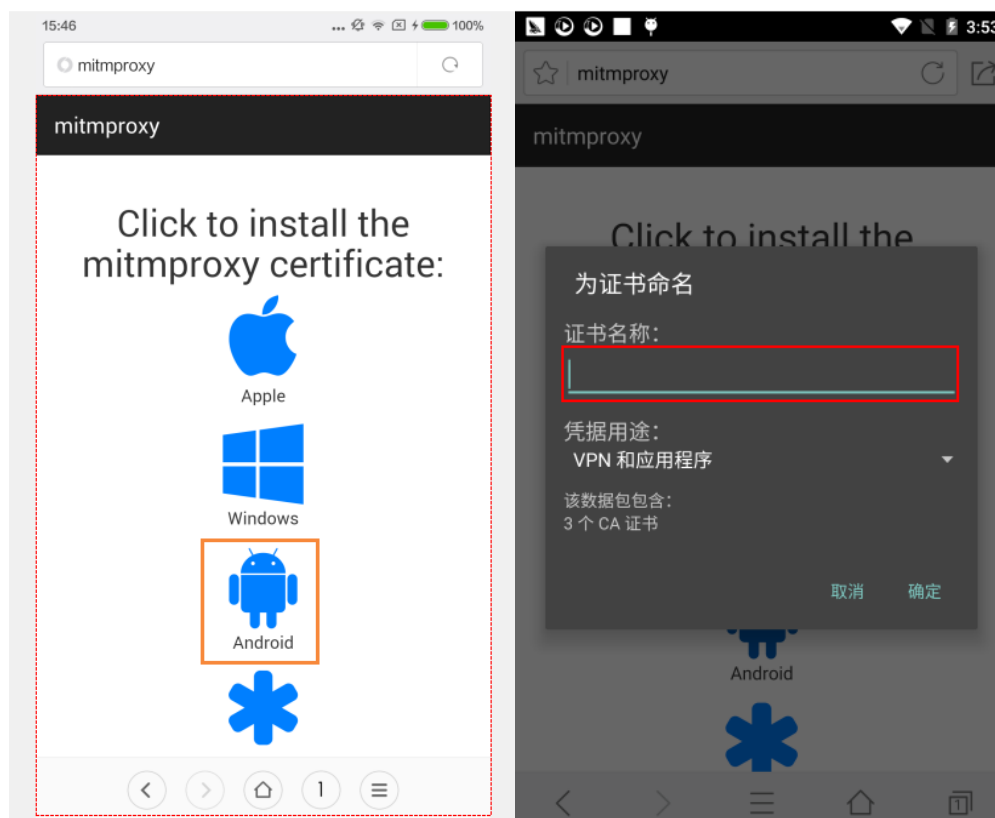 15:46
100%
mitmproxy
mitmproxy
Click to install the
mitmproxy certificate:
Apple
Windows
Android
1
3:53
mitmproxy
mitmproxy
Click to install the
为证书命名
证书名称：
凭据用途：
VPN 和应用程序
该数据包包含：
3 个 CA 证书
取消 确定
Android
1